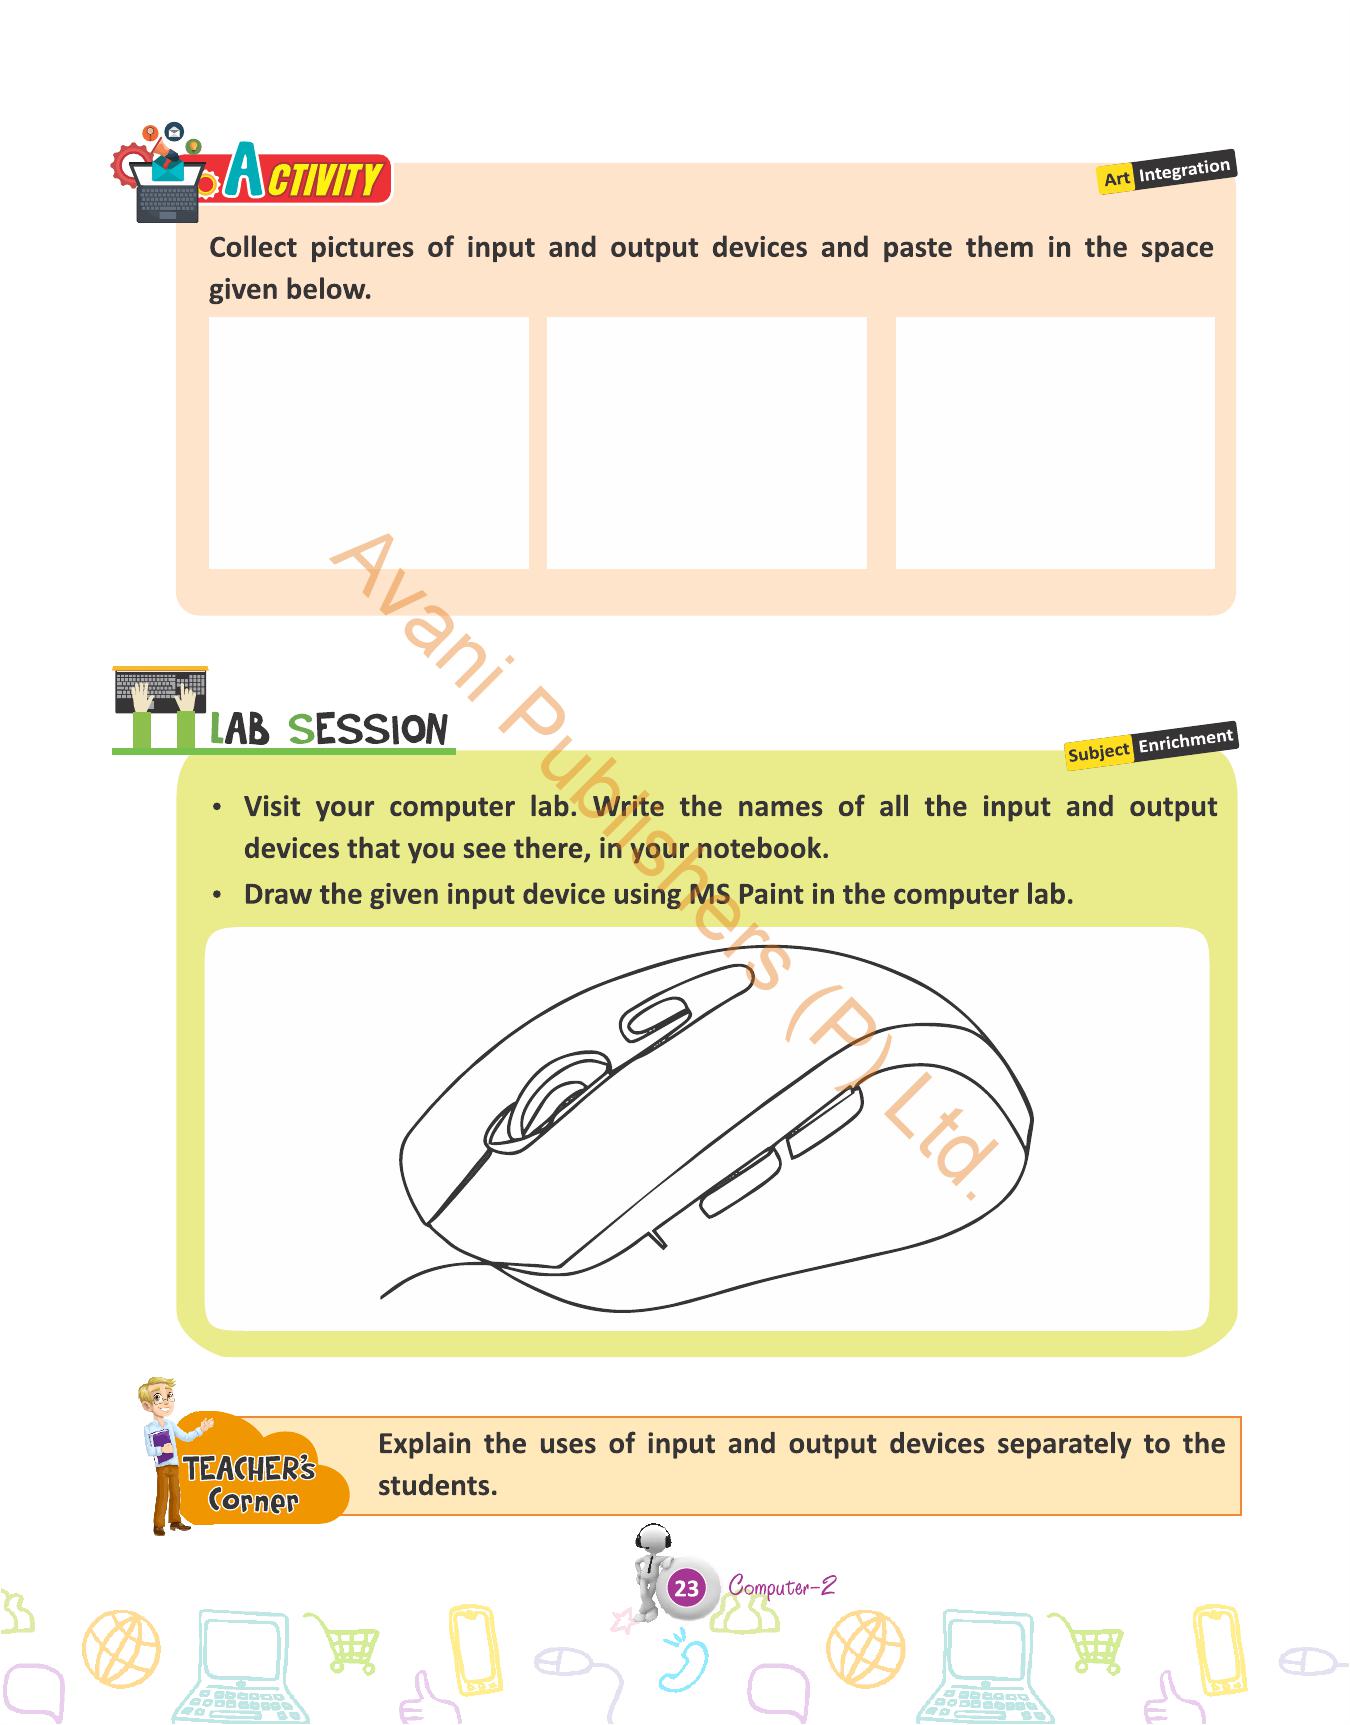 ACTIVITY
Art Integration
Collect pictures of input and output devices and paste them in the space
given below.
LAB SESSION
Subject Enrichment
• Visit your computer lab. Write the names of all the input and output
devices that you see there, in your notebook.
• Draw the given input device using MS Paint in the computer lab.
Avani Publishers (P) Ltd.
TEACHER's
Corner
Explain the uses of input and output devices separately to the
students.
23
Computer-2